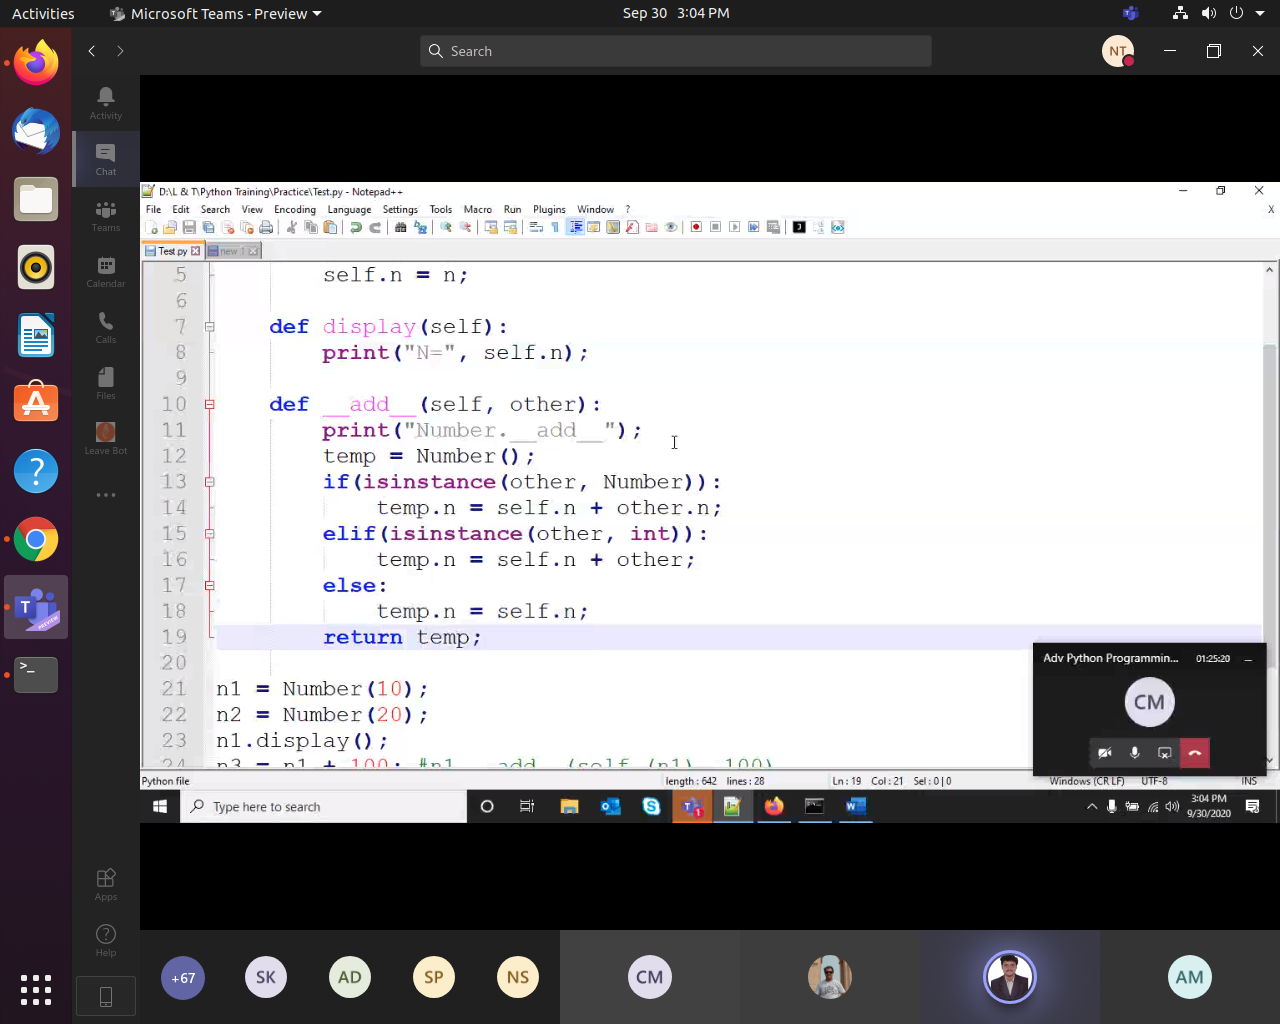 Activities
Microsoft Teams - Preview
Sep 30 3:04 PM
Search
NT
Activity
Chat
Teams
Calendar
Calls
Files
Leave Bot
Apps
Help
D:\L & T\Python Training\Practice\Test.py - Notepad++
File Edit Search View Encoding Language Settings Tools Macro Run Plugins Window ?
X
Test.py
new 1
5 self.n = n;
6
7 def display(self):
8 print("N=", self.n);
9
10 def __add__(self, other):
11 print("Number.__add__");
12 temp = Number();
13 if(isinstance(other, Number)):
14 temp.n = self.n + other.n;
15 elif(isinstance(other, int)):
16 temp.n = self.n + other;
17 else:
18 temp.n = self.n;
19 return temp;
20
21 n1 = Number(10);
22 n2 = Number(20);
23 n1.display();
24 n3 = n1 + 100; #n1.__add__(self (n1), 100)
Adv Python Programmin...
01:25:20
CM
Python file
length : 642 lines : 28
Ln : 19 Col : 21 Sel : 0 | 0
Windows (CR LF)
UTF-8
INS
Type here to search
1
3:04 PM
9/30/2020
+67
SK
AD
SP
NS
CM
AM